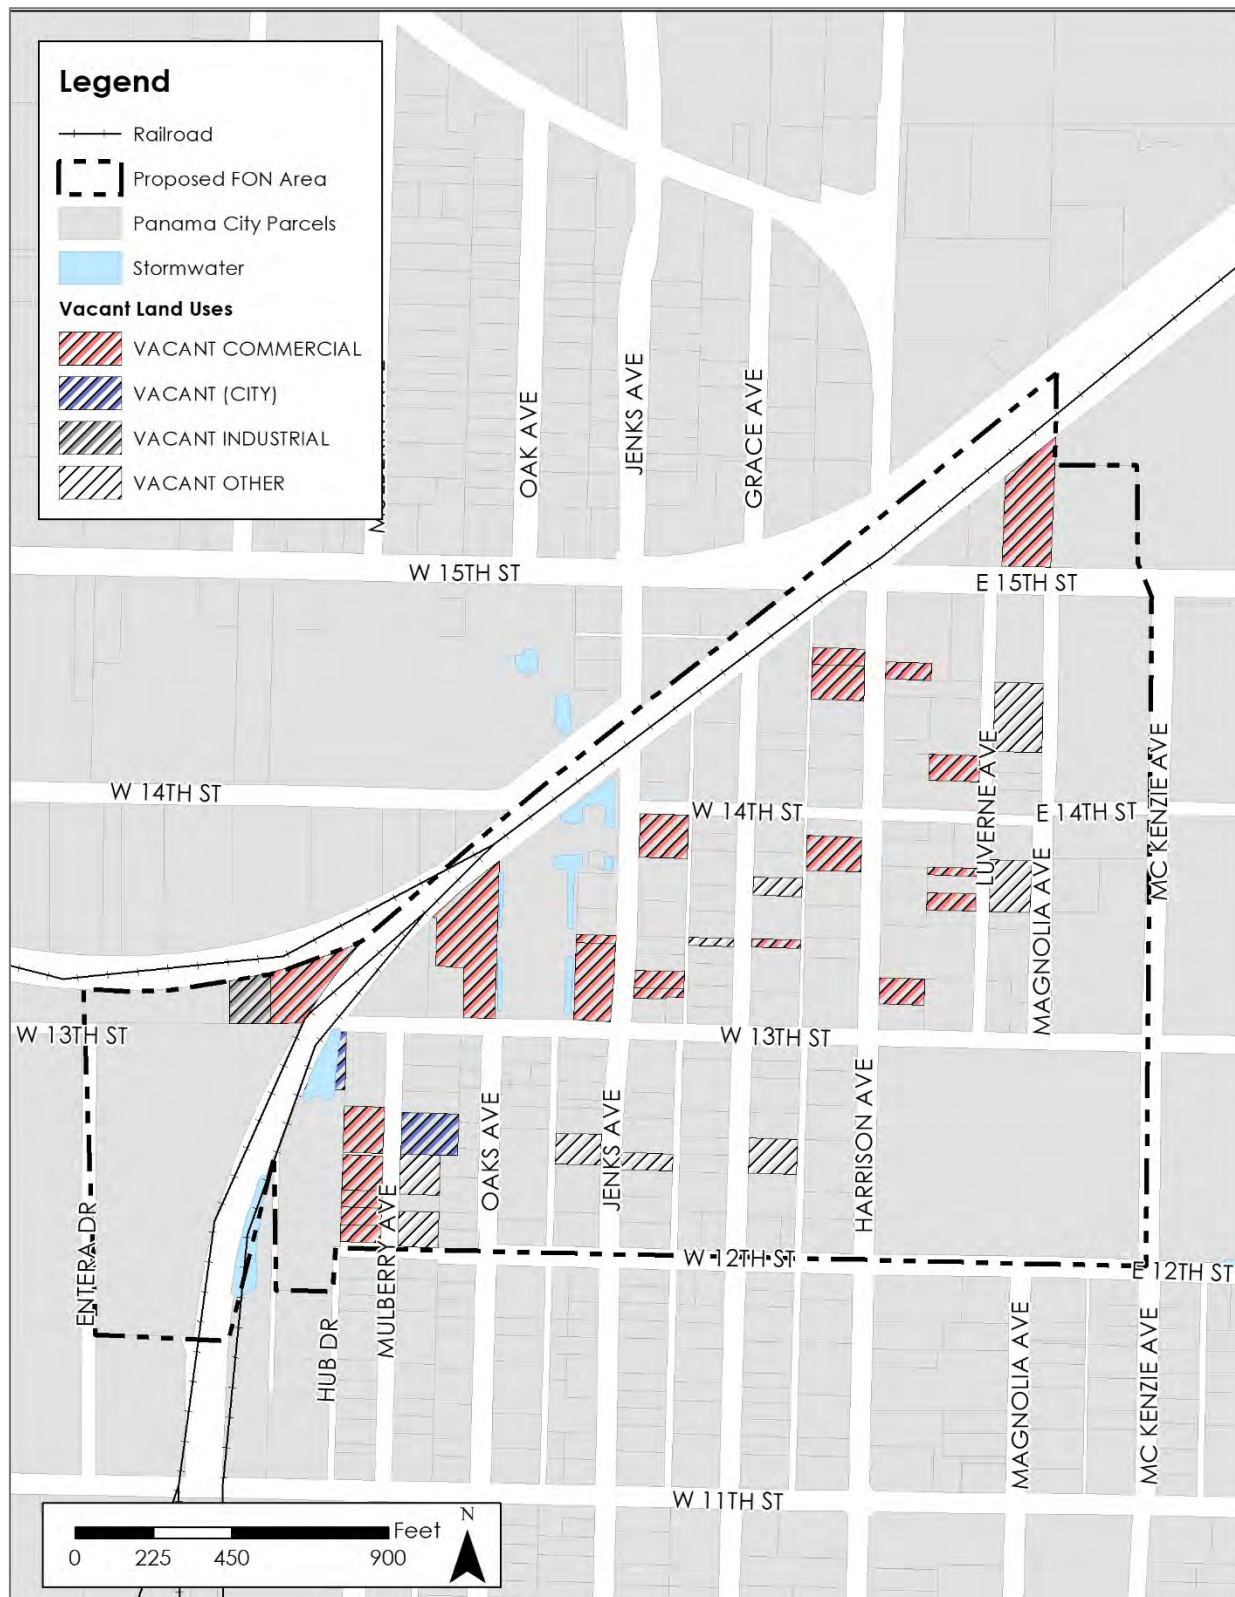 Legend
Railroad
Proposed FON Area
Panama City Parcels
Stormwater
Vacant Land Uses
VACANT COMMERCIAL
VACANT (CITY)
VACANT INDUSTRIAL
VACANT OTHER
OAK AVE
JENKS AVE
GRACE AVE
W 15TH ST
E 15TH ST
W 14TH ST
W 14TH ST
E 14TH ST
LUVERNE AVE
MAGNOLIA AVE
MC KENZIE AVE
W 13TH ST
W 13TH ST
ENTERA DR
HUB DR
MULBERRY AVE
OAKS AVE
JENKS AVE
HARRISON AVE
W 12TH ST
E 12TH ST
MAGNOLIA AVE
MC KENZIE AVE
W 11TH ST
Feet
0 225 450 900
N